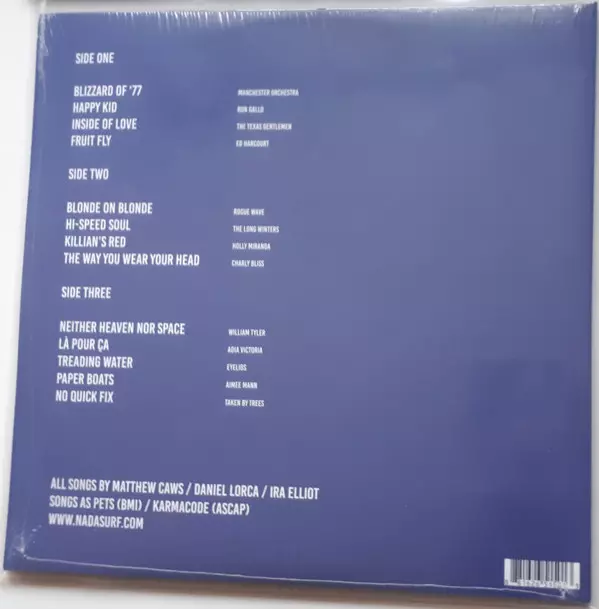 SIDE ONE
BLIZZARD OF '77 MANCHESTER ORCHESTRA
HAPPY KID RON GALLO
INSIDE OF LOVE THE TEXAS GENTLEMEN
FRUIT FLY ED HARCOURT
SIDE TWO
BLONDE ON BLONDE ROGUE WAVE
HI-SPEED SOUL THE LONG WINTERS
KILLIAN'S RED HOLLY MIRANDA
THE WAY YOU WEAR YOUR HEAD CHARLY BLISS
SIDE THREE
NEITHER HEAVEN NOR SPACE WILLIAM TYLER
LÀ POUR ÇA ADIA VICTORIA
TREADING WATER EYELIDS
PAPER BOATS AIMEE MANN
NO QUICK FIX TAKEN BY TREES
ALL SONGS BY MATTHEW CAWS / DANIEL LORCA / IRA ELLIOT
SONGS AS PETS (BMI) / KARMACODE (ASCAP)
WWW.NADASURF.COM